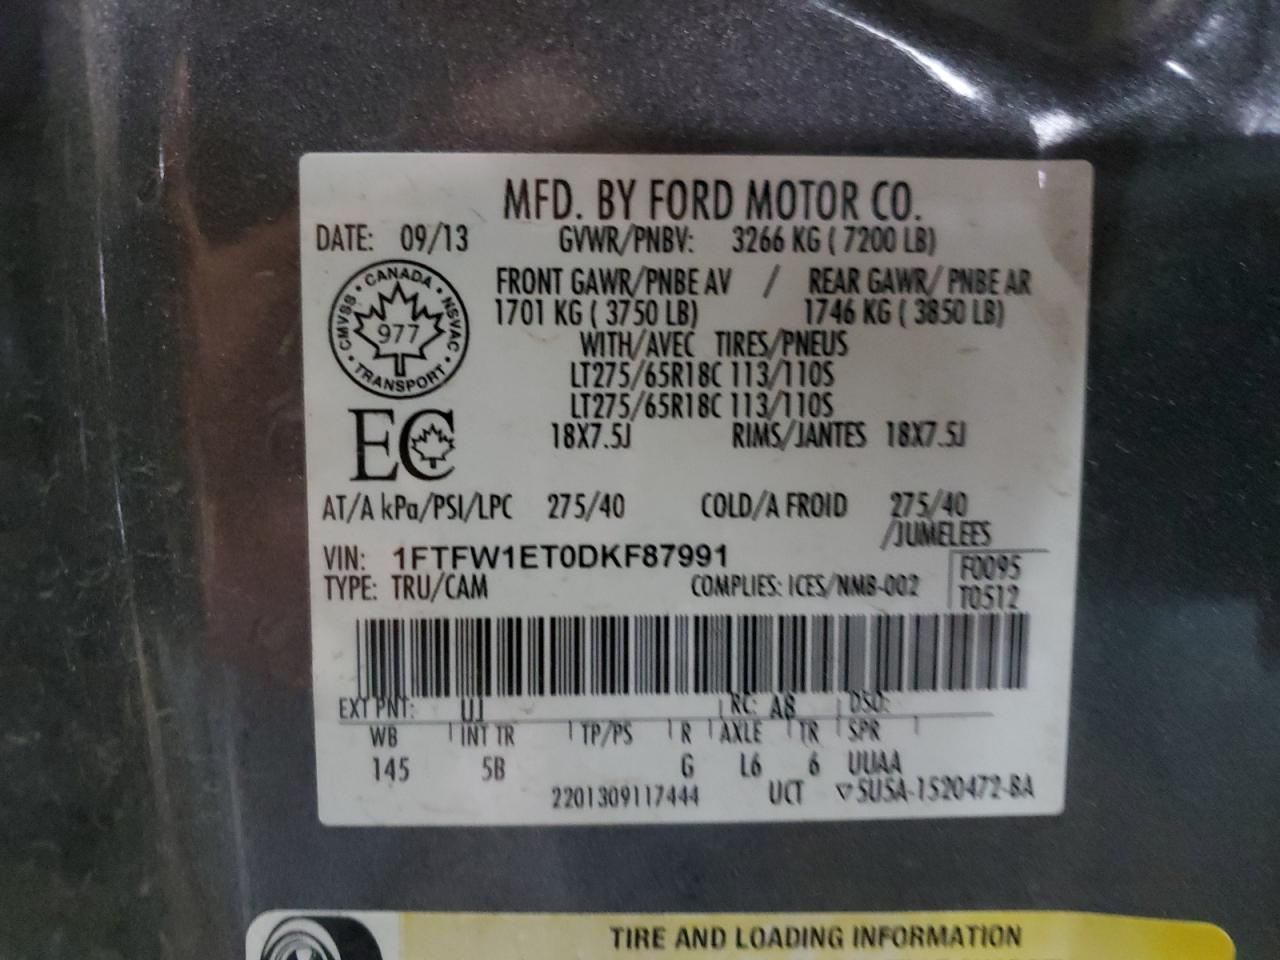 MFD. BY FORD MOTOR CO.
DATE: 09/13 GVWR/PNBV: 3266 KG ( 7200 LB)
FRONT GAWR/PNBE AV / REAR GAWR/ PNBE AR
1701 KG ( 3750 LB) 1746 KG ( 3850 LB)
CMVSS • CANADA • NSVAC • TRANSPORT •
977
WITH/AVEC TIRES/PNEUS
LT275/65R18C 113/110S
LT275/65R18C 113/110S
EC
18X7.5J RIMS/JANTES 18X7.5J
AT/A kPa/PSI/LPC 275/40 COLD/A FROID 275/40
/JUMELEES
VIN: 1FTFW1ET0DKF87991
TYPE: TRU/CAM COMPLIES: ICES/NMB-002
F0095
T0512
EXT PNT: UJ RC: A8 DSO:
WB INT TR TP/PS R AXLE TR SPR
145 5B G L6 6 UUAA
2201309117444 UCT ▽5U5A-1520472-BA
TIRE AND LOADING INFORMATION